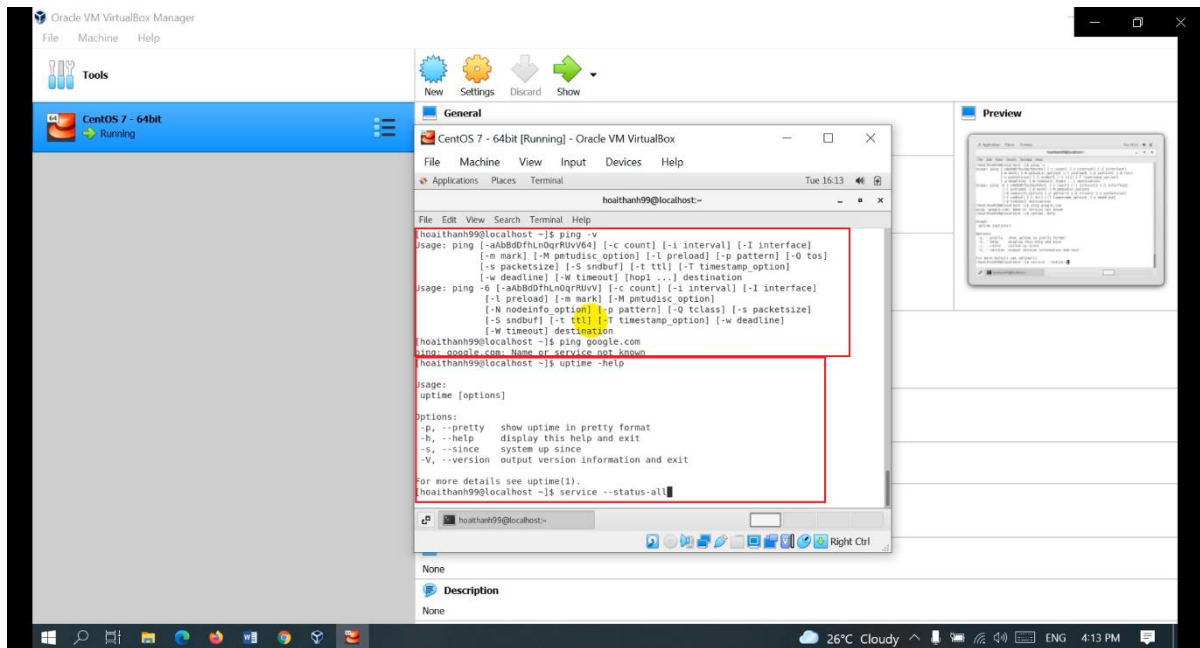 Oracle VM VirtualBox Manager
File Machine Help
Tools
New Settings Discard Show
CentOS 7 - 64bit
Running
General
Preview
CentOS 7 - 64bit [Running] - Oracle VM VirtualBox
File Machine View Input Devices Help
Applications Places Terminal Tue 16:13
hoaithanh99@localhost:~
File Edit View Search Terminal Help
[hoaithanh99@localhost ~]$ ping -v
Usage: ping [-aAbBdDfhLnOqrRUvV64] [-c count] [-i interval] [-I interface]
[-m mark] [-M pmtudisc_option] [-l preload] [-p pattern] [-Q tos]
[-s packetsize] [-S sndbuf] [-t ttl] [-T timestamp_option]
[-w deadline] [-W timeout] [hop1 ...] destination
Usage: ping -6 [-aAbBdDfhLnOqrRUvV] [-c count] [-i interval] [-I interface]
[-l preload] [-m mark] [-M pmtudisc_option]
[-N nodeinfo_option] [-p pattern] [-Q tclass] [-s packetsize]
[-S sndbuf] [-t ttl] [-T timestamp_option] [-w deadline]
[-W timeout] destination
[hoaithanh99@localhost ~]$ ping google.com
ping: google.com: Name or service not known
[hoaithanh99@localhost ~]$ uptime -help
Usage:
uptime [options]
Options:
-p, --pretty show uptime in pretty format
-h, --help display this help and exit
-s, --since system up since
-V, --version output version information and exit
For more details see uptime(1).
[hoaithanh99@localhost ~]$ service --status-all
hoaithanh99@localhost:~
Right Ctrl
None
Description
None
26°C Cloudy ENG 4:13 PM